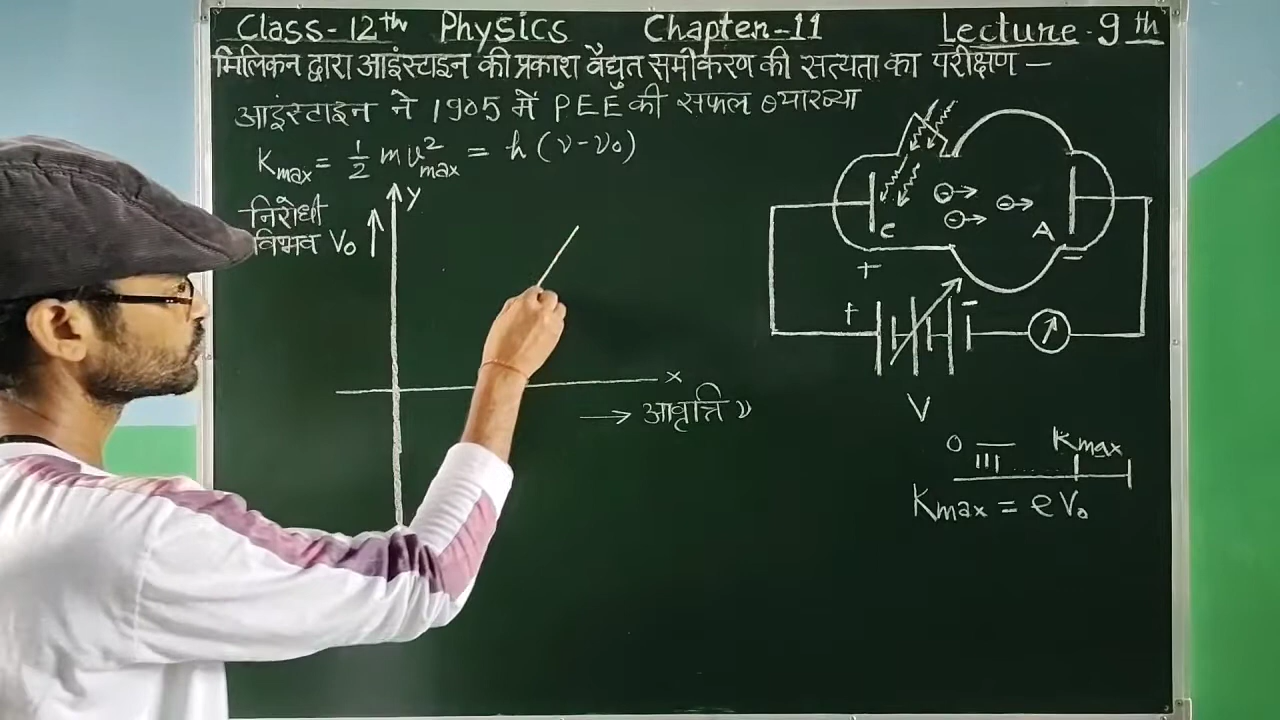 Class-12th Physics Chapter-11 Lecture-9th
मिलिकन द्वारा आइंस्टाइन की प्रकाश वैद्युत समीकरण की सत्यता का परीक्षण –
आइंस्टाइन ने 1905 में PEE की सफल व्याख्या
Kmax = 1/2 mv²max = h(ν-ν₀)
निरोधी
विभव V₀
Y
X
आवृत्ति ν
C
A
+
−
+
−
V
0
Kmax
Kmax = eV₀